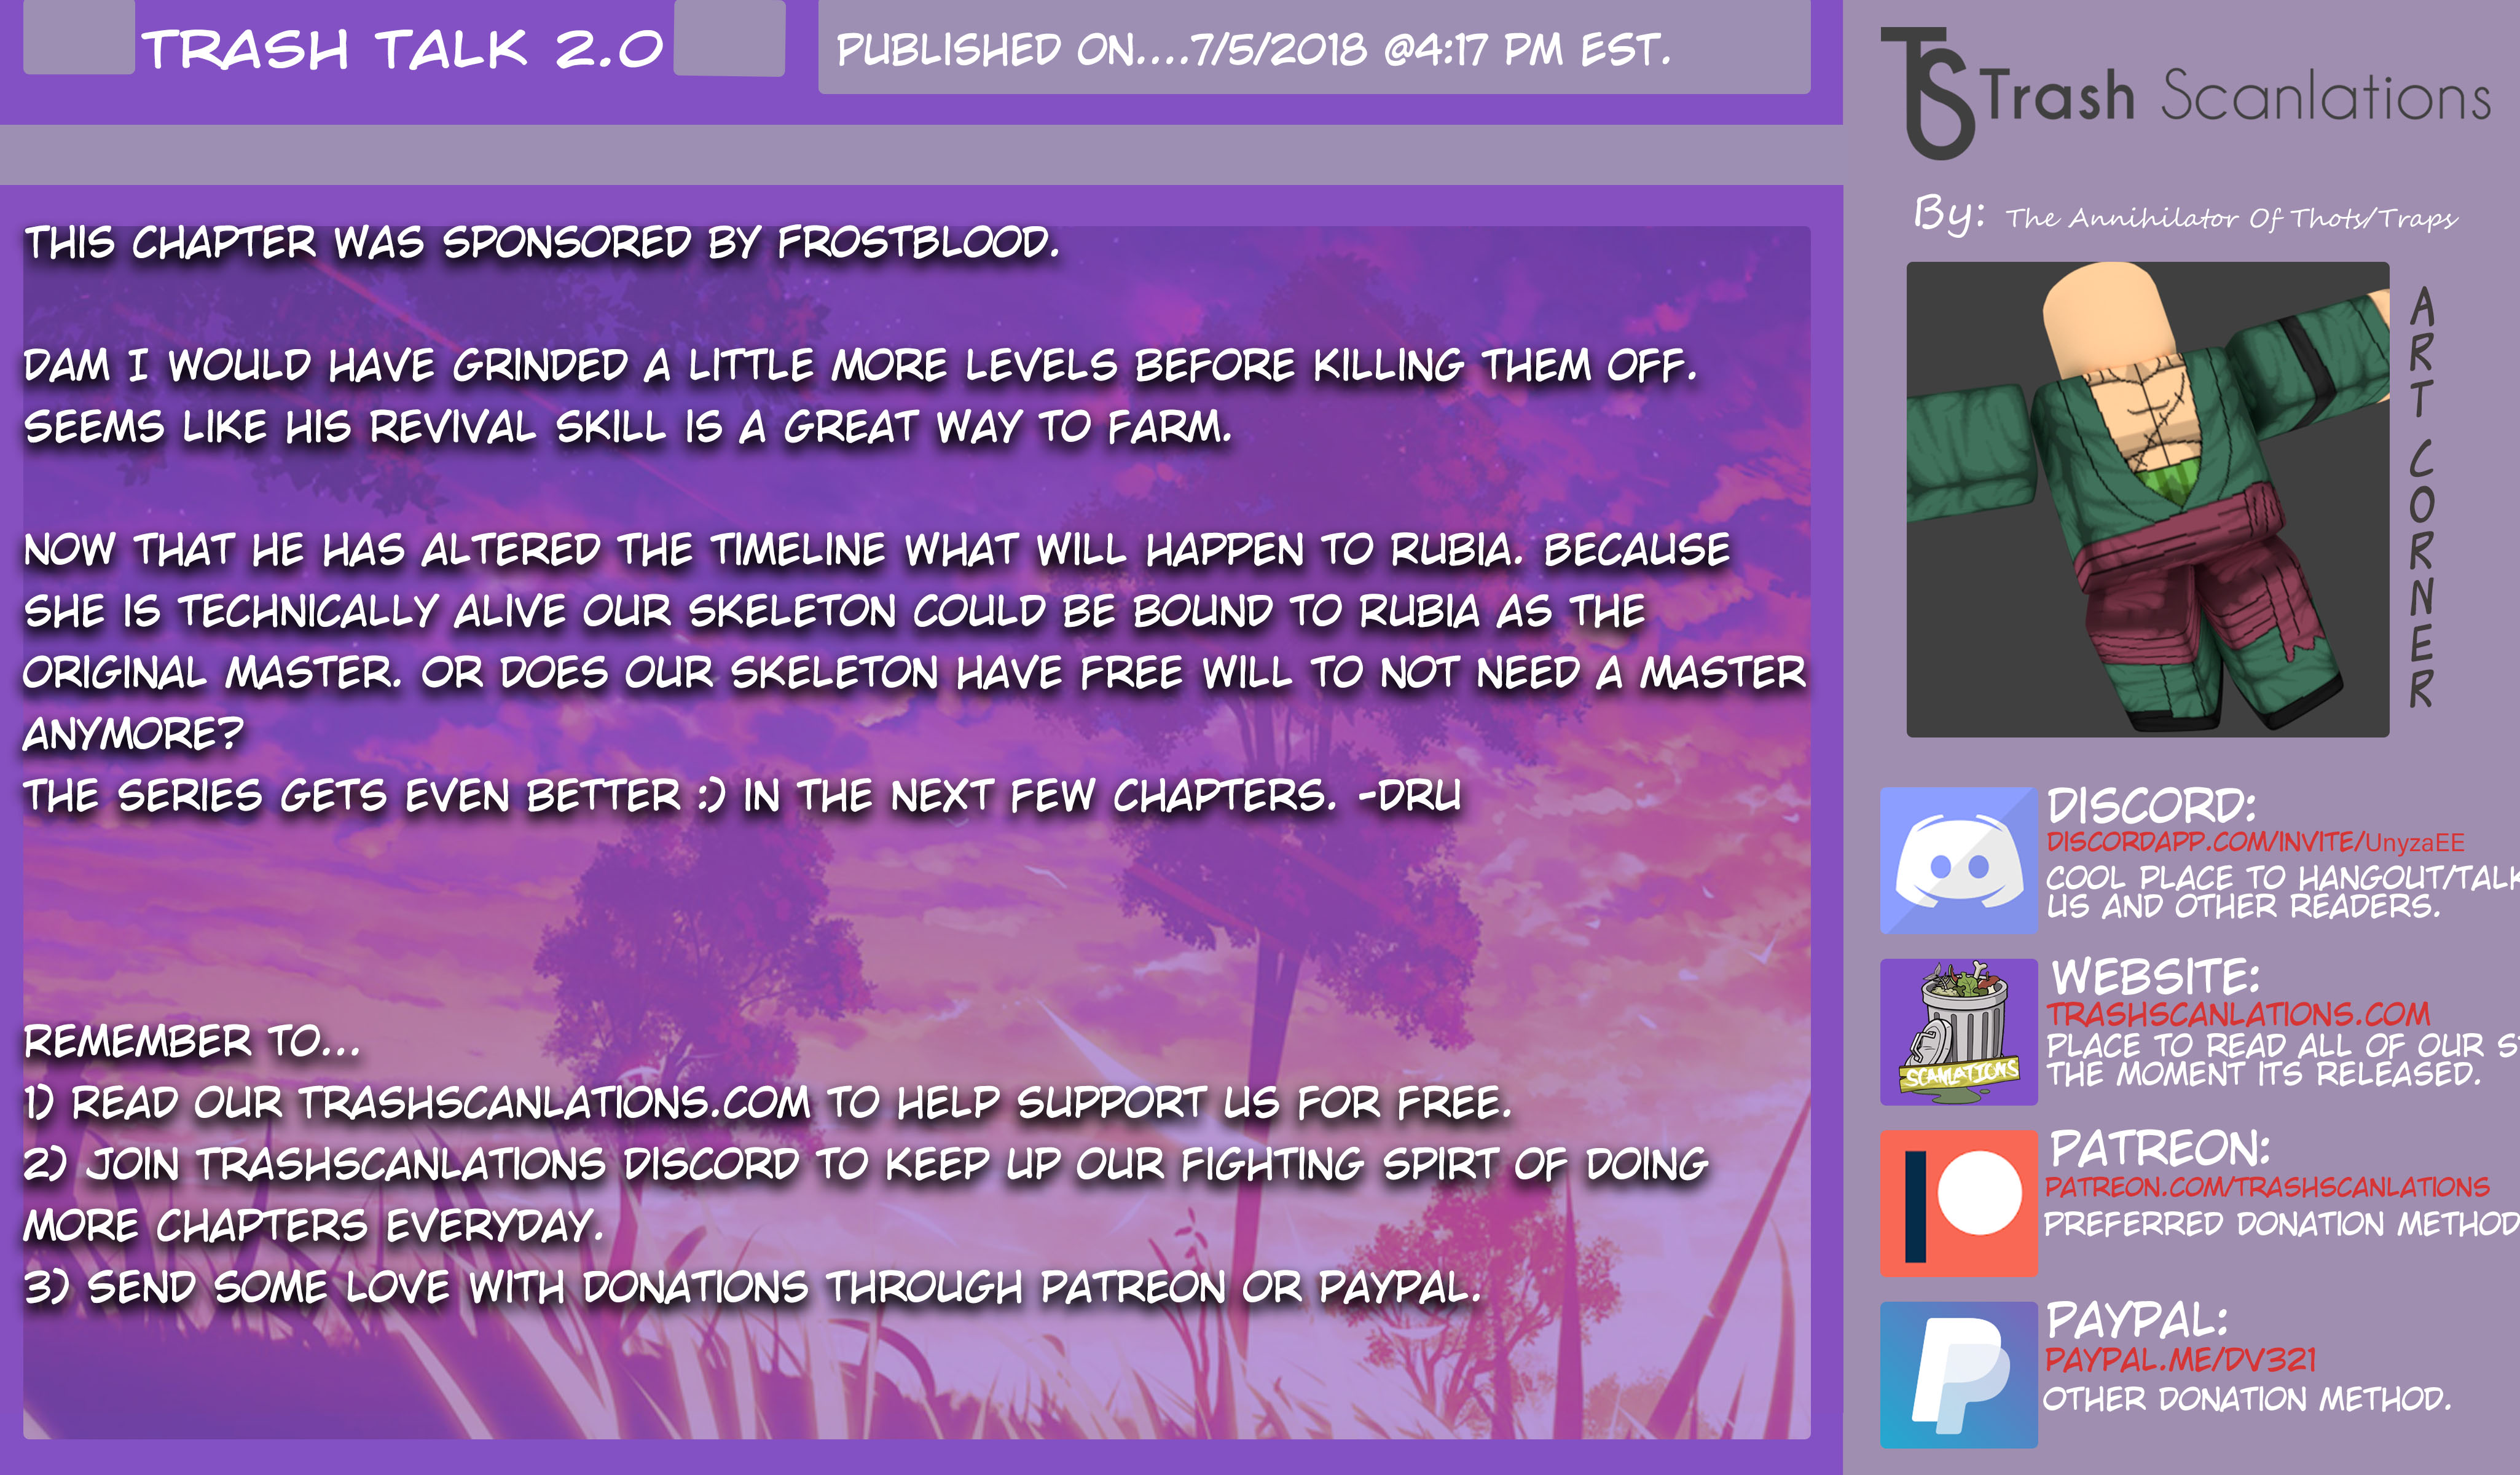 TRASH TALK 2.0
PUBLISHED ON....7/5/2018 @4:17 PM EST.
THIS CHAPTER WAS SPONSORED BY FROSTBLOOD.
DAM I WOULD HAVE GRINDED A LITTLE MORE LEVELS BEFORE KILLING THEM OFF.
SEEMS LIKE HIS REVIVAL SKILL IS A GREAT WAY TO FARM.
NOW THAT HE HAS ALTERED THE TIMELINE WHAT WILL HAPPEN TO RUBIA. BECAUSE
SHE IS TECHNICALLY ALIVE OUR SKELETON COULD BE BOUND TO RUBIA AS THE
ORIGINAL MASTER. OR DOES OUR SKELETON HAVE FREE WILL TO NOT NEED A MASTER
ANYMORE?
THE SERIES GETS EVEN BETTER :) IN THE NEXT FEW CHAPTERS. -DRU
REMEMBER TO...
1) READ OUR TRASHSCANLATIONS.COM TO HELP SUPPORT US FOR FREE.
2) JOIN TRASHSCANLATIONS DISCORD TO KEEP UP OUR FIGHTING SPIRT OF DOING
MORE CHAPTERS EVERYDAY.
3) SEND SOME LOVE WITH DONATIONS THROUGH PATREON OR PAYPAL.
TS Trash Scanlations
By: The Annihilator Of Thots/Traps
ART CORNER
DISCORD:
DISCORDAPP.COM/INVITE/UnyzaEE
COOL PLACE TO HANGOUT/TALK
US AND OTHER READERS.
WEBSITE:
TRASHSCANLATIONS.COM
PLACE TO READ ALL OF OUR S
THE MOMENT ITS RELEASED.
SCANLATIONS
PATREON:
PATREON.COM/TRASHSCANLATIONS
PREFERRED DONATION METHOD
PAYPAL:
PAYPAL.ME/DV321
OTHER DONATION METHOD.